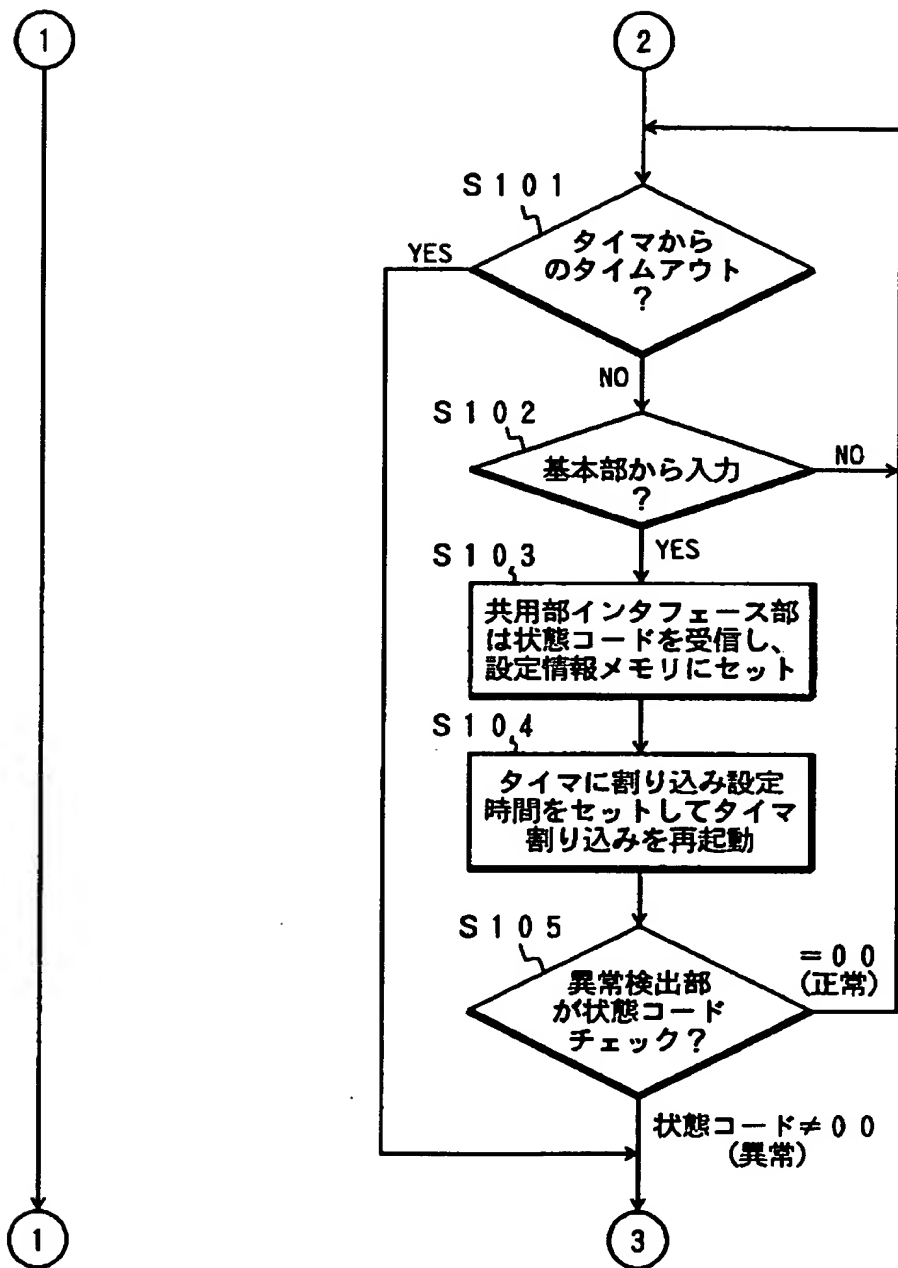 1
2
S101
タイマから
のタイムアウト
?
YES
NO
S102
基本部から入力
?
NO
YES
S103
共用部インタフェース部
は状態コードを受信し、
設定情報メモリにセット
S104
タイマに割り込み設定
時間をセットしてタイマ
割り込みを再起動
S105
異常検出部
が状態コード
チェック?
=00
(正常)
状態コード≠00
(異常)
1
3